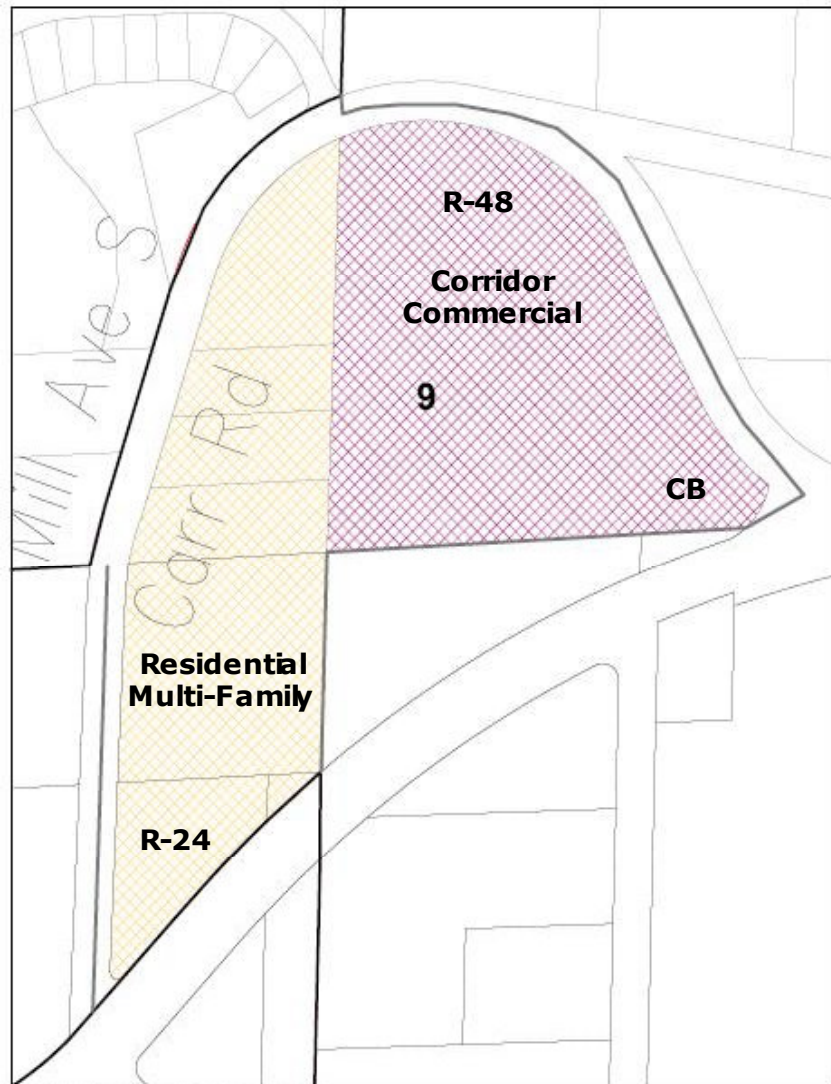 R-48
Corridor
Commercial
9
CB
Mill Ave S
Carr Rd
Residential
Multi-Family
R-24